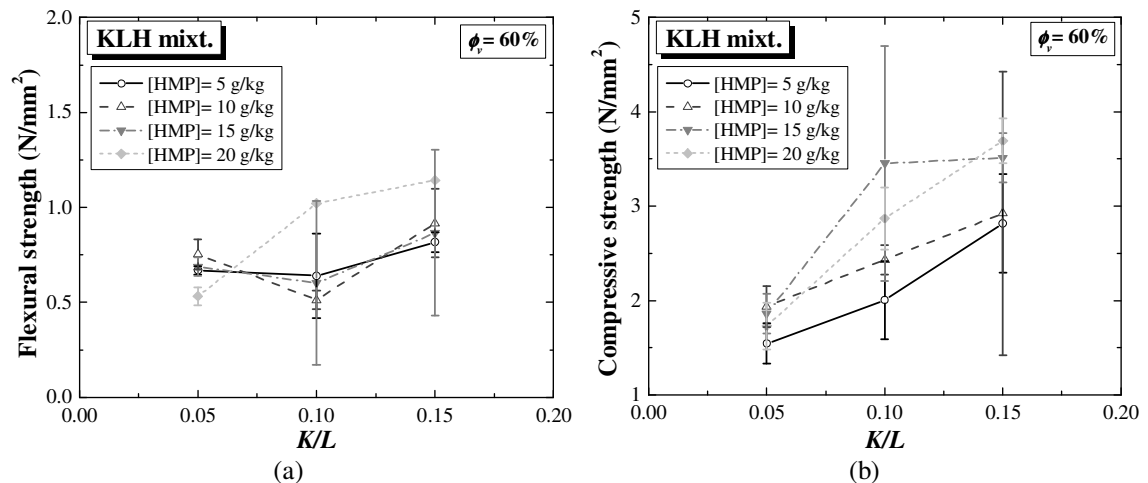 KLH mixt.
ϕv = 60%
[HMP]= 5 g/kg
[HMP]= 10 g/kg
[HMP]= 15 g/kg
[HMP]= 20 g/kg
Flexural strength (N/mm²)
2.0
1.5
1.0
0.5
0.0
0.00 0.05 0.10 0.15 0.20
K/L
(a)
KLH mixt.
ϕv = 60%
[HMP]= 5 g/kg
[HMP]= 10 g/kg
[HMP]= 15 g/kg
[HMP]= 20 g/kg
Compressive strength (N/mm²)
5
4
3
2
1
0.00 0.05 0.10 0.15 0.20
K/L
(b)